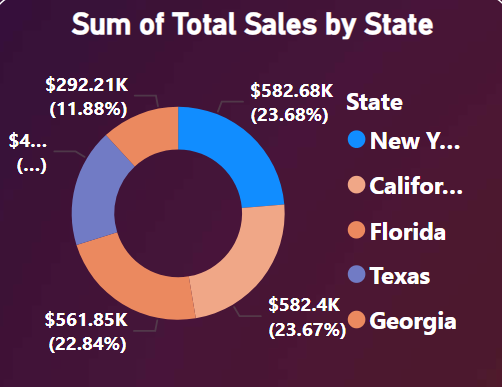 Sum of Total Sales by State
$292.21K
(11.88%)
$582.68K
(23.68%)
$4...
(...)
$561.85K
(22.84%)
$582.4K
(23.67%)
State
New Y...
Califor...
Florida
Texas
Georgia